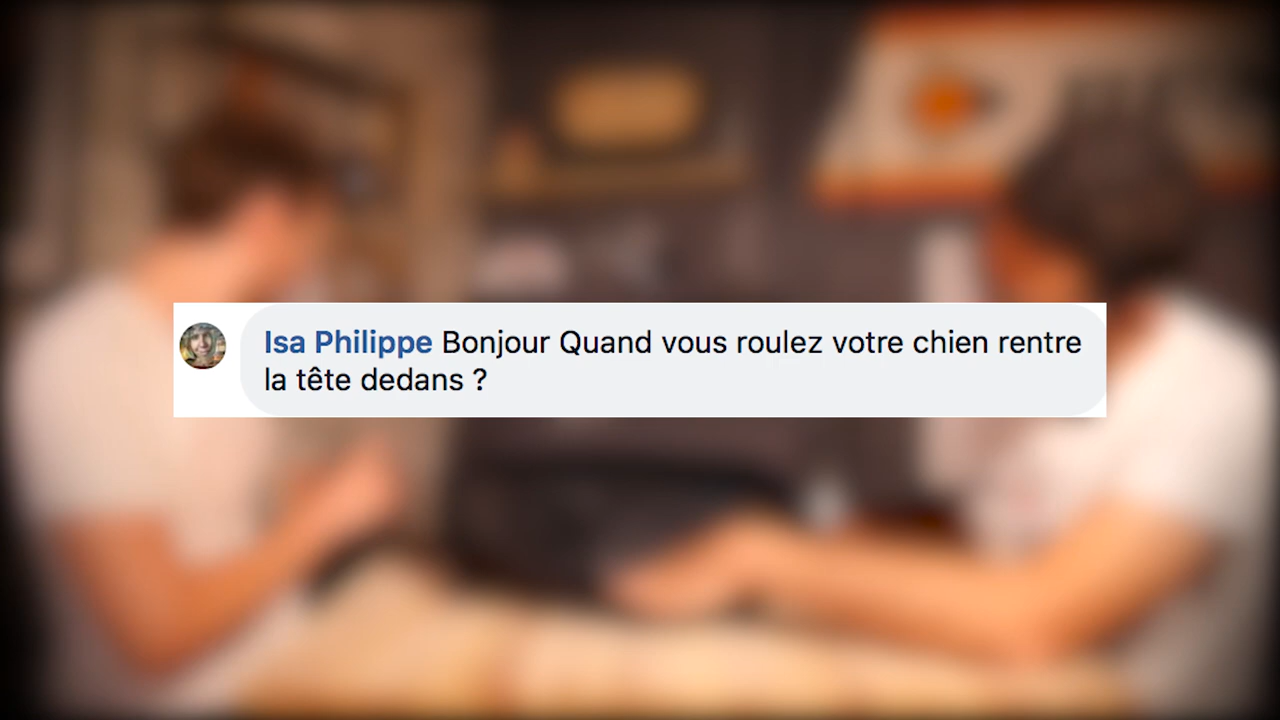 Isa Philippe Bonjour Quand vous roulez votre chien rentre
la tête dedans ?